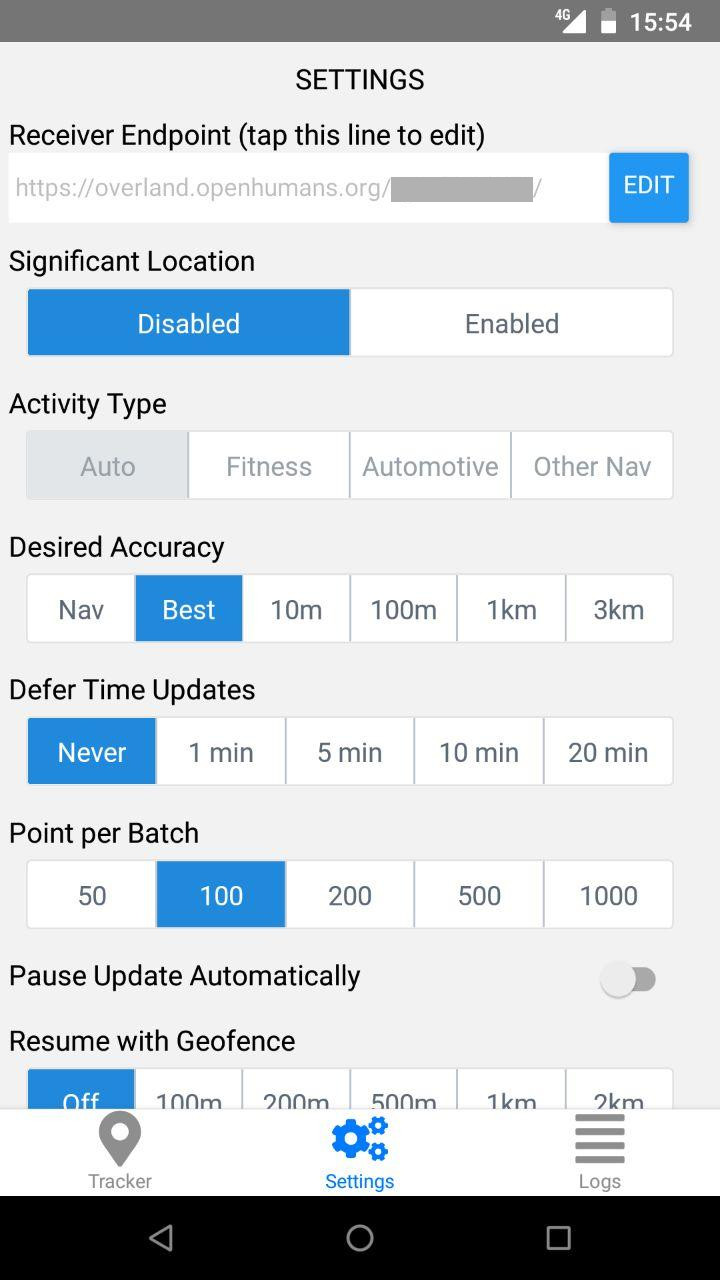 4G 15:54
SETTINGS
Receiver Endpoint (tap this line to edit)
https://overland.openhumans.org/ / EDIT
Significant Location
Disabled Enabled
Activity Type
Auto Fitness Automotive Other Nav
Desired Accuracy
Nav Best 10m 100m 1km 3km
Defer Time Updates
Never 1 min 5 min 10 min 20 min
Point per Batch
50 100 200 500 1000
Pause Update Automatically
Resume with Geofence
Off 100m 200m 500m 1km 2km
Tracker Settings Logs